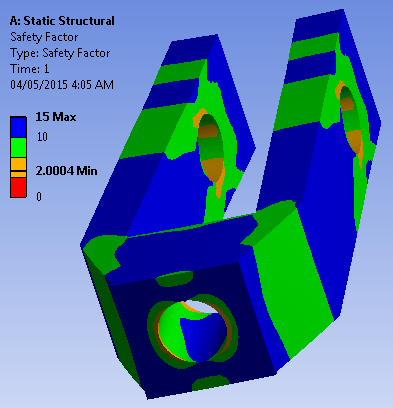 A: Static Structural
Safety Factor
Type: Safety Factor
Time: 1
04/05/2015 4:05 AM
15 Max
10
2.0004 Min
0